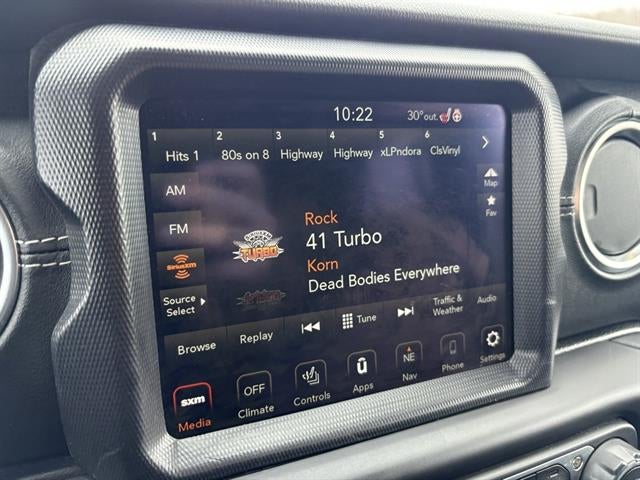 10:22 30° out.
1 2 3 4 5 6
Hits 1 80s on 8 Highway Highway xLPndora ClsVinyl
AM
Map
FM
Fav
Rock
TURBO
41 Turbo
SiriusXM
Korn
Dead Bodies Everywhere
Source
Select
Browse Replay Tune Traffic & Weather Audio
sxm OFF NE
Media Climate Controls Apps Nav Phone Settings